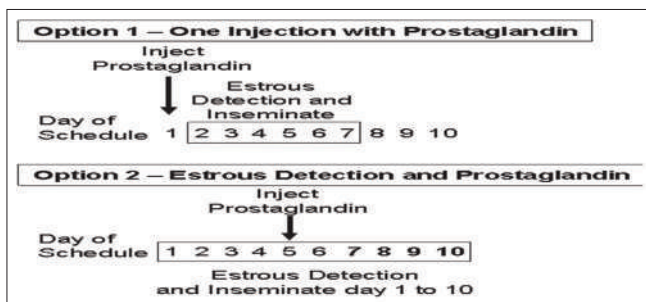 Option 1 – One Injection with Prostaglandin
Inject
Prostaglandin
Estrous
Detection and
Inseminate
Day of
Schedule 1 2 3 4 5 6 7 8 9 10
Option 2 – Estrous Detection and Prostaglandin
Inject
Prostaglandin
Day of
Schedule 1 2 3 4 5 6 7 8 9 10
Estrous Detection
and Inseminate day 1 to 10